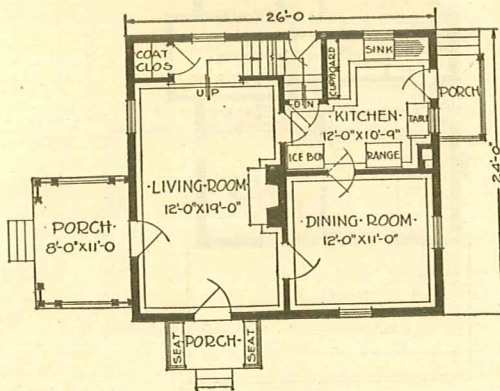 26'-0
COAT
CLOS
UP
DN
CUPBOARD
SINK
·KITCHEN·
12'-0"X10'-9"
TABLE
PORCH
ICE BOX
RANGE
24'-0"
·LIVING·ROOM·
12'-0"X19'-0"
PORCH·
8'-0"X11'-0
DINING·ROOM·
12'-0"X11'-0"
SEAT
·PORCH·
SEAT